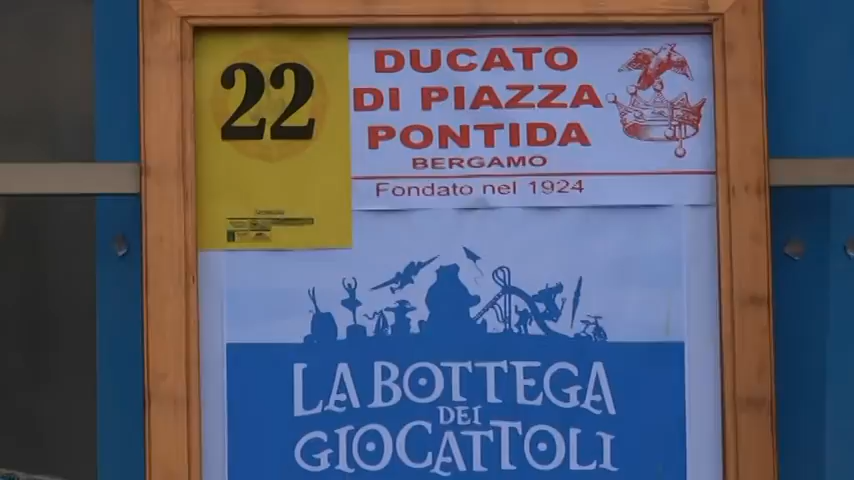 22
DUCATO
DI PIAZZA
PONTIDA
BERGAMO
Fondato nel 1924
LA BOTTEGA
DEI
GIOCATTOLI